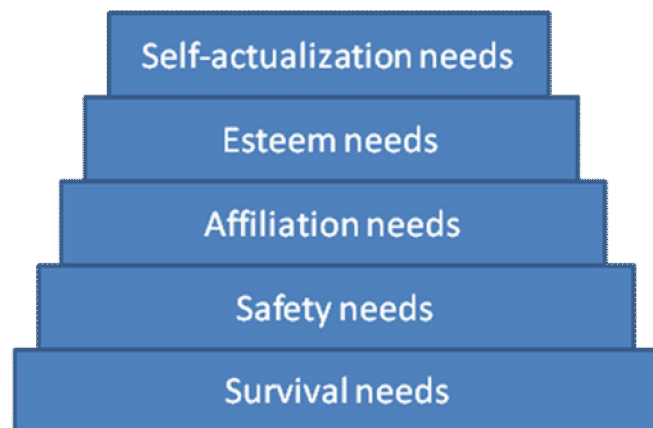 Self-actualization needs
Esteem needs
Affiliation needs
Safety needs
Survival needs